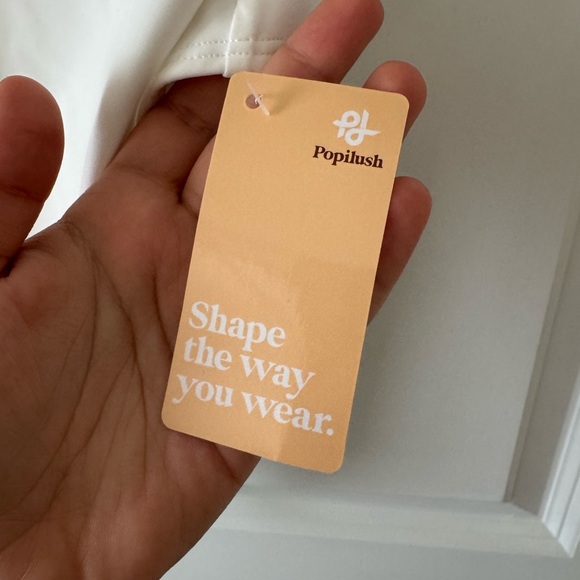 Popilush
Shape
the way
you wear.